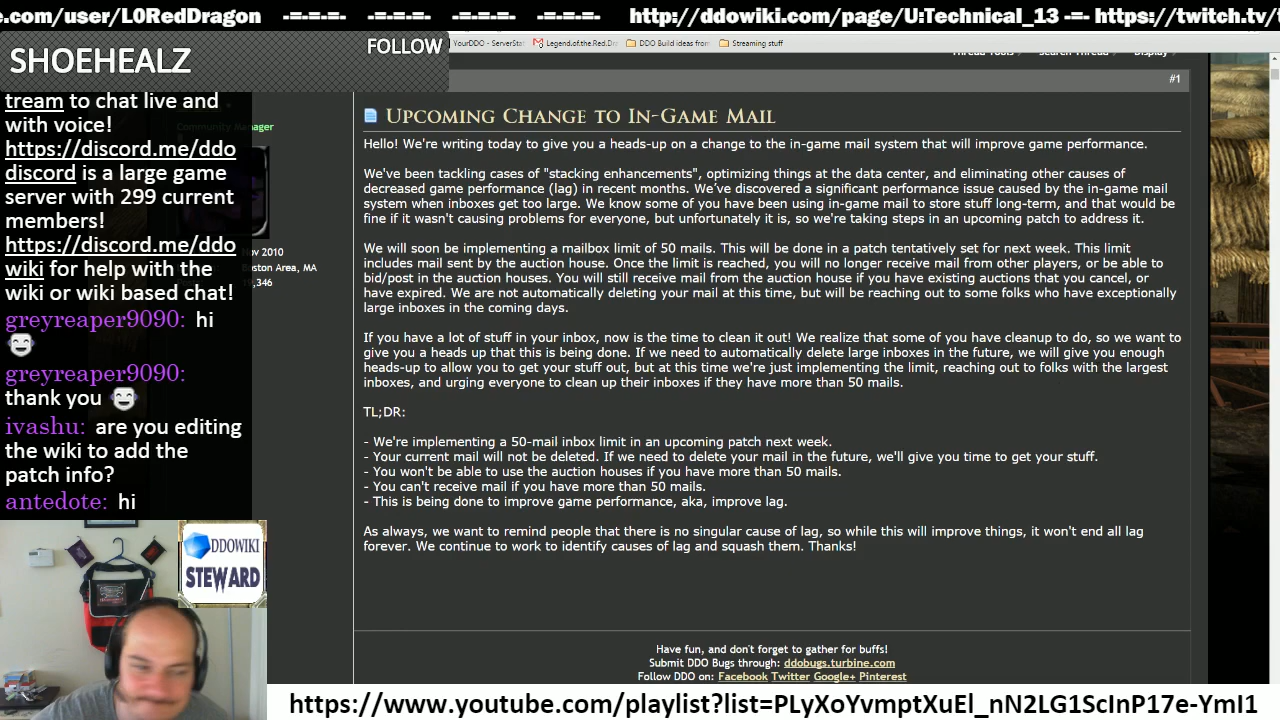 e.com/user/L0RedDragon -=-=-=- -=-=-=- -=-=-=- -=-=-=- http://ddowiki.com/page/U:Technical_13 -=- https://twitch.tv/
SHOEHEALZ
FOLLOW
YourDDO - ServerStat
Legend.of.the.Red.Dr
DDO Build ideas from
Streaming stuff
Thread Tools
Search Thread
Display
#1
tream to chat live and
with voice!
https://discord.me/ddo
discord is a large game
server with 299 current
members!
https://discord.me/ddo
wiki for help with the
wiki or wiki based chat!
greyreaper9090: hi
greyreaper9090:
thank you
ivashu: are you editing
the wiki to add the
patch info?
antedote: hi
Community Manager
Nov 2010
Boston Area, MA
,346
DDOWIKI
STEWARD
Upcoming Change to In-Game Mail
Hello! We're writing today to give you a heads-up on a change to the in-game mail system that will improve game performance.
We've been tackling cases of "stacking enhancements", optimizing things at the data center, and eliminating other causes of
decreased game performance (lag) in recent months. We've discovered a significant performance issue caused by the in-game mail
system when inboxes get too large. We know some of you have been using in-game mail to store stuff long-term, and that would be
fine if it wasn't causing problems for everyone, but unfortunately it is, so we're taking steps in an upcoming patch to address it.
We will soon be implementing a mailbox limit of 50 mails. This will be done in a patch tentatively set for next week. This limit
includes mail sent by the auction house. Once the limit is reached, you will no longer receive mail from other players, or be able to
bid/post in the auction houses. You will still receive mail from the auction house if you have existing auctions that you cancel, or
have expired. We are not automatically deleting your mail at this time, but will be reaching out to some folks who have exceptionally
large inboxes in the coming days.
If you have a lot of stuff in your inbox, now is the time to clean it out! We realize that some of you have cleanup to do, so we want to
give you a heads up that this is being done. If we need to automatically delete large inboxes in the future, we will give you enough
heads-up to allow you to get your stuff out, but at this time we're just implementing the limit, reaching out to folks with the largest
inboxes, and urging everyone to clean up their inboxes if they have more than 50 mails.
TL;DR:
- We're implementing a 50-mail inbox limit in an upcoming patch next week.
- Your current mail will not be deleted. If we need to delete your mail in the future, we'll give you time to get your stuff.
- You won't be able to use the auction houses if you have more than 50 mails.
- You can't receive mail if you have more than 50 mails.
- This is being done to improve game performance, aka, improve lag.
As always, we want to remind people that there is no singular cause of lag, so while this will improve things, it won't end all lag
forever. We continue to work to identify causes of lag and squash them. Thanks!
Have fun, and don't forget to gather for buffs!
Submit DDO Bugs through: ddobugs.turbine.com
Follow DDO on: Facebook Twitter Google+ Pinterest
https://www.youtube.com/playlist?list=PLyXoYvmptXuEl_nN2LG1ScInP17e-YmI1